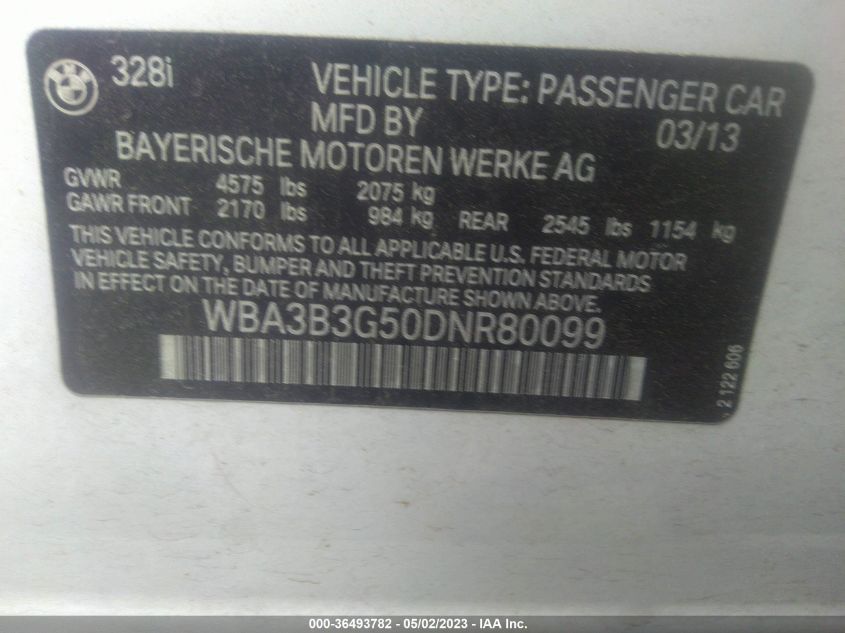 BMW
328i
VEHICLE TYPE: PASSENGER CAR
MFD BY 03/13
BAYERISCHE MOTOREN WERKE AG
GVWR 4575 lbs 2075 kg
GAWR FRONT 2170 lbs 984 kg REAR 2545 lbs 1154 kg
THIS VEHICLE CONFORMS TO ALL APPLICABLE U.S. FEDERAL MOTOR
VEHICLE SAFETY, BUMPER AND THEFT PREVENTION STANDARDS
IN EFFECT ON THE DATE OF MANUFACTURE SHOWN ABOVE.
WBA3B3G50DNR80099
2 122 606
000-36493782 - 05/02/2023 - IAA Inc.